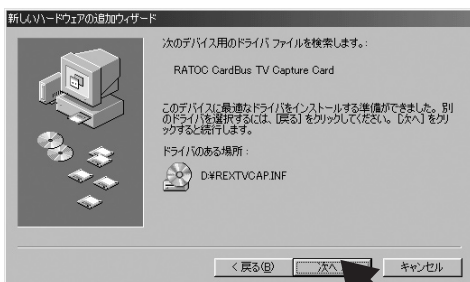 新しいハードウェアの追加ウィザード
次のデバイス用のドライバ ファイルを検索します。:
RATOC CardBus TV Capture Card
このデバイスに最適なドライバをインストールする準備ができました。別
のドライバを選択するには、[戻る] をクリックしてください。[次へ] をクリ
ックすると続行します。
ドライバのある場所:
D:¥REXTVCAP.INF
< 戻る(B)
次へ
キャンセル